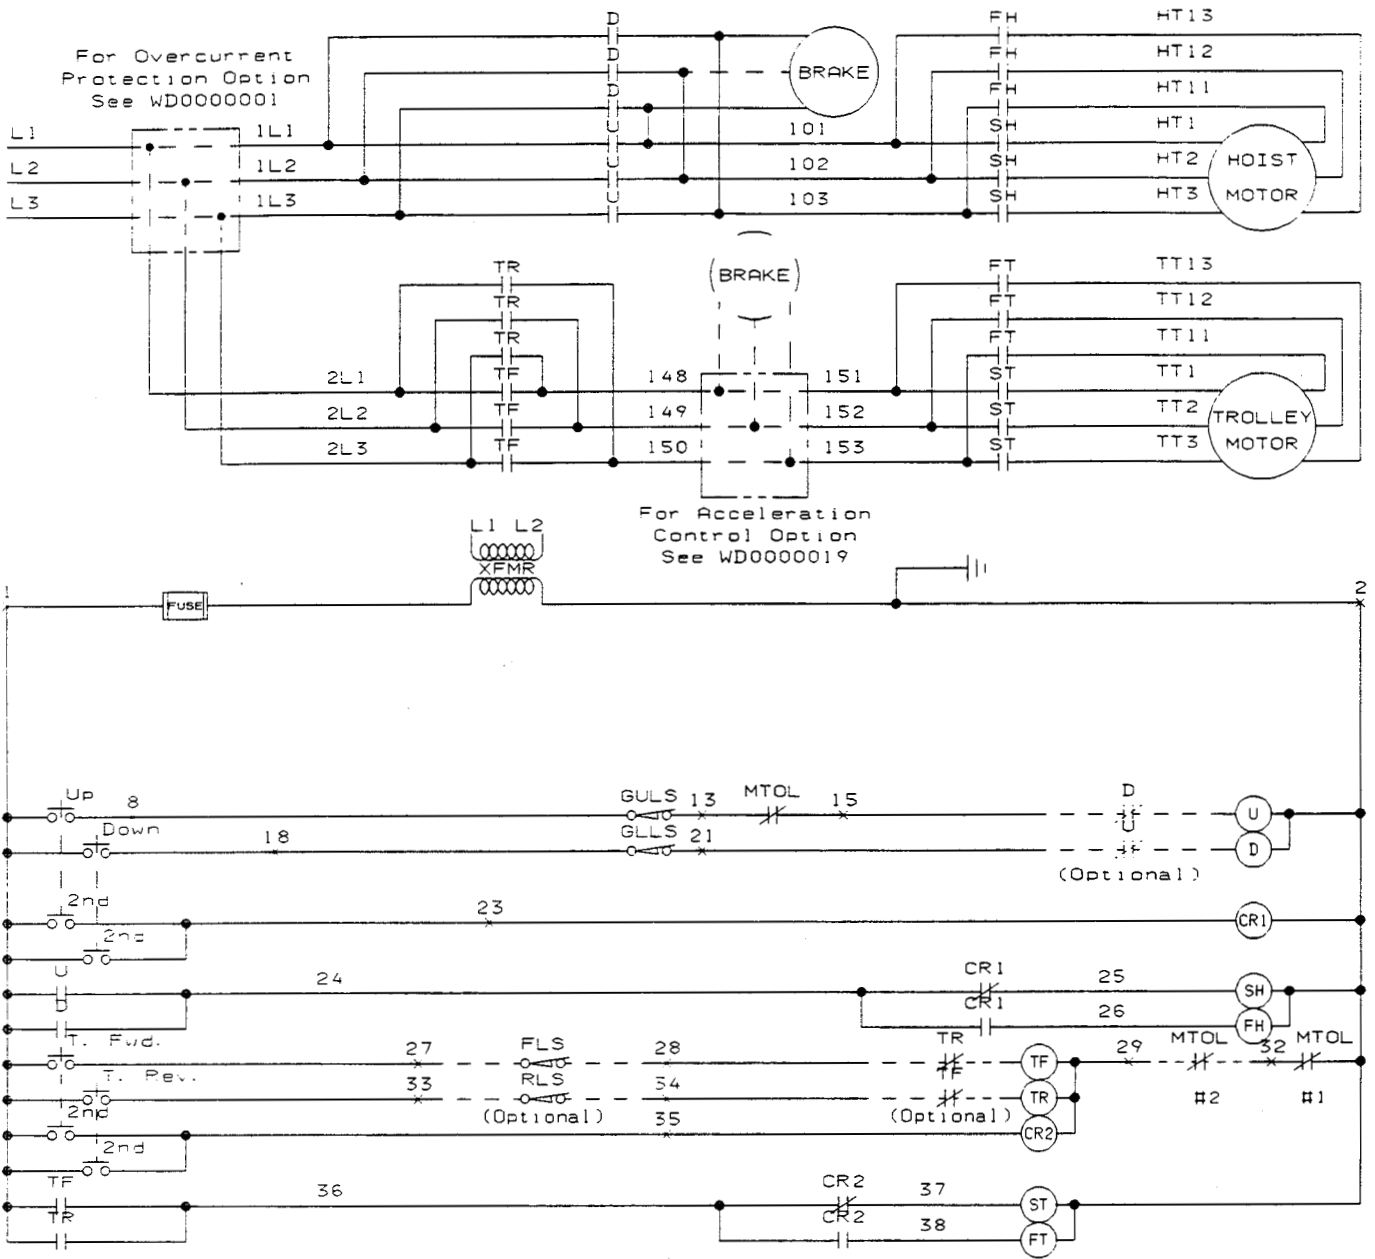 D FH HT13
For Overcurrent
Protection Option
See WD0000001
D BRAKE FH HT12
D FH HT11
L1 1L1 U 101 SH HT1
L2 1L2 U 102 SH HT2 HOIST
L3 1L3 U 103 SH HT3 MOTOR
TR (BRAKE) FT TT13
TR FT TT12
TR FT TT11
2L1 TF 148 151 ST TT1
2L2 TF 149 152 ST TT2 TROLLEY
2L3 TF 150 153 ST TT3 MOTOR
For Acceleration
Control Option
See WD0000019
L1 L2
XFMR
1 FUSE 2
Up 8 GULS 13 MTOL 15 D U
Down 18 GLLS 21 U D
(Optional)
2nd 23 CR1
2nd
U 24 CR1 25 SH
D CR1 26 FH
T. Fwd. 27 FLS 28 TR TF 29 MTOL 32 MTOL
T. Rev. 33 RLS 34 TF TR #2 #1
(Optional) (Optional)
2nd 35 CR2
2nd
TF 36 CR2 37 ST
TR CR2 38 FT